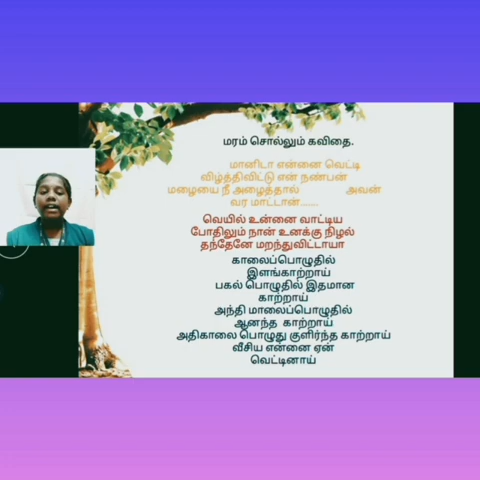 மரம் சொல்லும் கவிதை.
மானிடா என்னை வெட்டி
விழ்த்திவிட்டு என் நண்பன்
மழையை நீ அழைத்தால் அவன்
வர மாட்டான்.......
வெயில் உன்னை வாட்டிய
போதிலும் நான் உனக்கு நிழல்
தந்தேனே மறந்துவிட்டாயா
காலைப்பொழுதில்
இளங்காற்றாய்
பகல் பொழுதில் இதமான
காற்றாய்
அந்தி மாலைப்பொழுதில்
ஆனந்த காற்றாய்
அதிகாலை பொழுது குளிர்ந்த காற்றாய்
வீசிய என்னை ஏன்
வெட்டினாய்